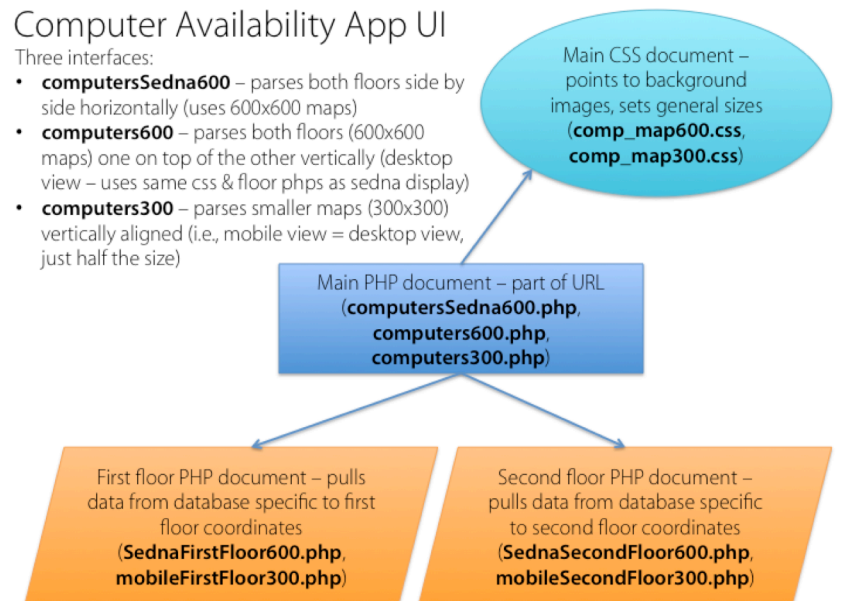 Computer Availability App UI
Three interfaces:
• computersSedna600 – parses both floors side by
side horizontally (uses 600x600 maps)
• computers600 – parses both floors (600x600
maps) one on top of the other vertically (desktop
view – uses same css & floor phps as sedna display)
• computers300 – parses smaller maps (300x300)
vertically aligned (i.e., mobile view = desktop view,
just half the size)
Main CSS document –
points to background
images, sets general sizes
(comp_map600.css,
comp_map300.css)
Main PHP document – part of URL
(computersSedna600.php,
computers600.php,
computers300.php)
First floor PHP document – pulls
data from database specific to first
floor coordinates
(SednaFirstFloor600.php,
mobileFirstFloor300.php)
Second floor PHP document –
pulls data from database specific
to second floor coordinates
(SednaSecondFloor600.php,
mobileSecondFloor300.php)